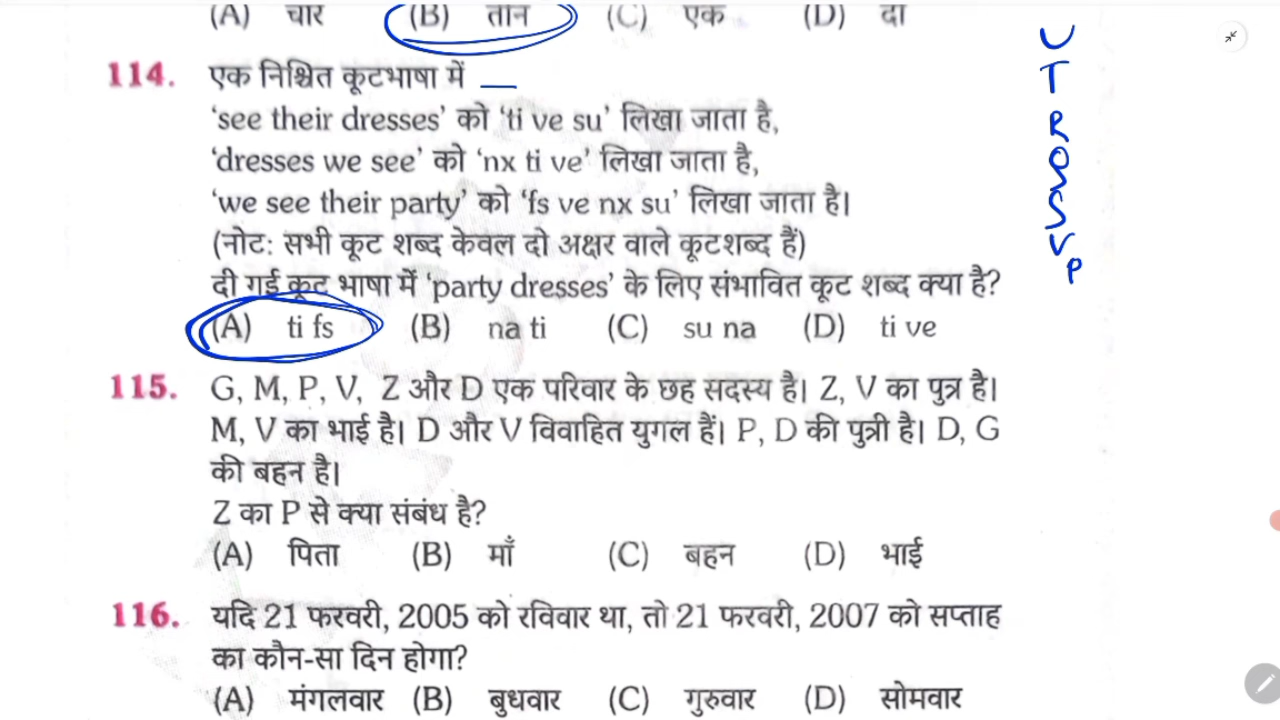 (A) चार (B) तीन (C) एक (D) दो
114. एक निश्चित कूटभाषा में __
‘see their dresses’ को ‘ti ve su’ लिखा जाता है,
‘dresses we see’ को ‘nx ti ve’ लिखा जाता है,
‘we see their party’ को ‘fs ve nx su’ लिखा जाता है।
(नोट: सभी कूट शब्द केवल दो अक्षर वाले कूटशब्द हैं)
दी गई कूट भाषा में ‘party dresses’ के लिए संभावित कूट शब्द क्या है?
(A) ti fs (B) na ti (C) su na (D) ti ve
115. G, M, P, V, Z और D एक परिवार के छह सदस्य है। Z, V का पुत्र है।
M, V का भाई है। D और V विवाहित युगल हैं। P, D की पुत्री है। D, G
की बहन है।
Z का P से क्या संबंध है?
(A) पिता (B) माँ (C) बहन (D) भाई
116. यदि 21 फरवरी, 2005 को रविवार था, तो 21 फरवरी, 2007 को सप्ताह
का कौन-सा दिन होगा?
(A) मंगलवार (B) बुधवार (C) गुरुवार (D) सोमवार
U
T
R
Q
S
V
P